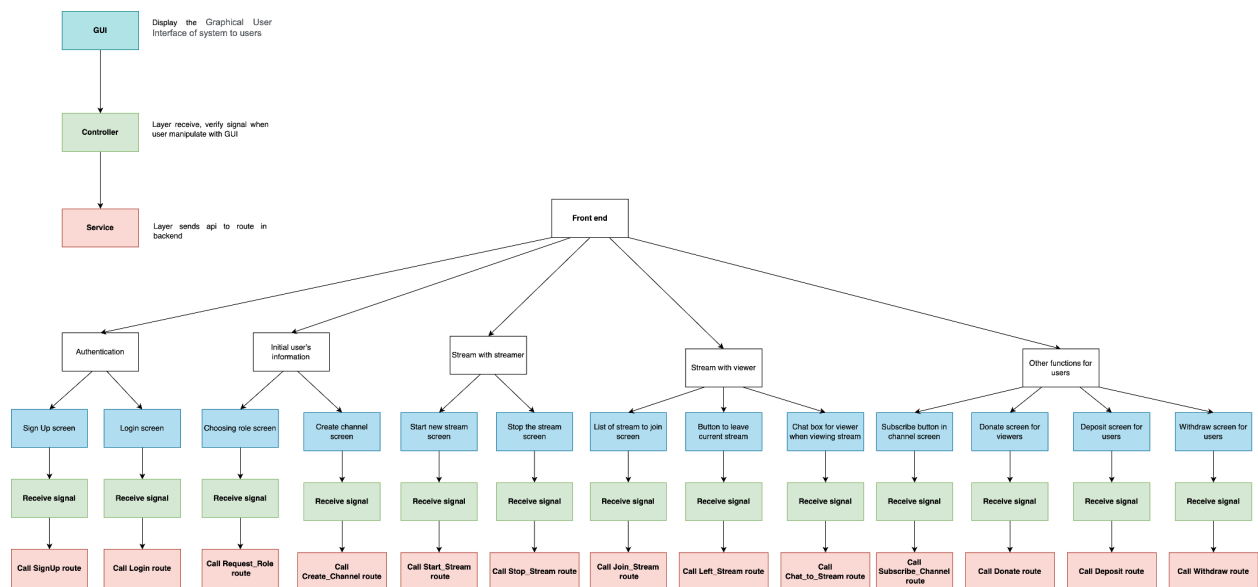 GUI
Display the Graphical User
Interface of system to users
Controller
Layer receive, verify signal when
user manipulate with GUI
Service
Layer sends api to route in
backend
Front end
Authentication
Initial user's
information
Stream with streamer
Stream with viewer
Other functions for
users
Sign Up screen
Login screen
Choosing role screen
Create channel
screen
Start new stream
screen
Stop the stream
screen
List of stream to join
screen
Button to leave
current stream
Chat box for viewer
when viewing stream
Subscribe button in
channel screen
Donate screen for
viewers
Deposit screen for
users
Withdraw screen for
users
Receive signal
Receive signal
Receive signal
Receive signal
Receive signal
Receive signal
Receive signal
Receive signal
Receive signal
Receive signal
Receive signal
Receive signal
Receive signal
Call SignUp route
Call Login route
Call Request_Role
route
Call
Create_Channel route
Call Start_Stream
route
Call Stop_Stream route
Call Join_Stream
route
Call Left_Stream route
Call
Chat_to_Stream route
Call
Subscribe_Channel
route
Call Donate route
Call Deposit route
Call Withdraw route